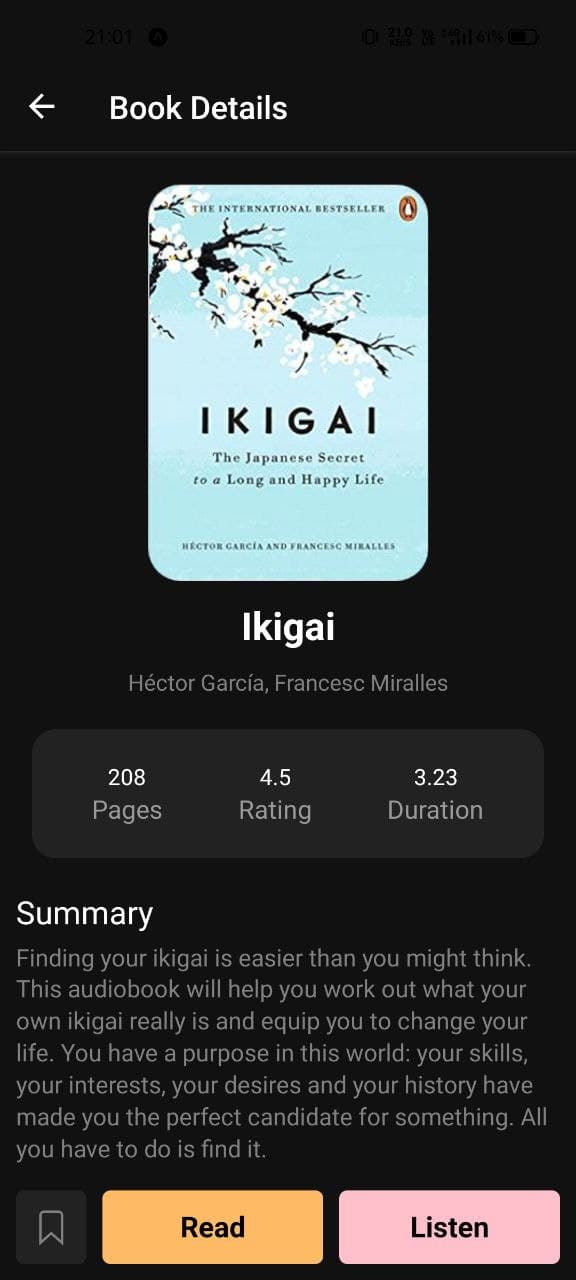 21:01
21.0 61%
Book Details
THE INTERNATIONAL BESTSELLER
IKIGAI
The Japanese Secret
to a Long and Happy Life
HÉCTOR GARCÍA AND FRANCESC MIRALLES
Ikigai
Héctor García, Francesc Miralles
208 4.5 3.23
Pages Rating Duration
Summary
Finding your ikigai is easier than you might think.
This audiobook will help you work out what your
own ikigai really is and equip you to change your
life. You have a purpose in this world: your skills,
your interests, your desires and your history have
made you the perfect candidate for something. All
you have to do is find it.
Read Listen